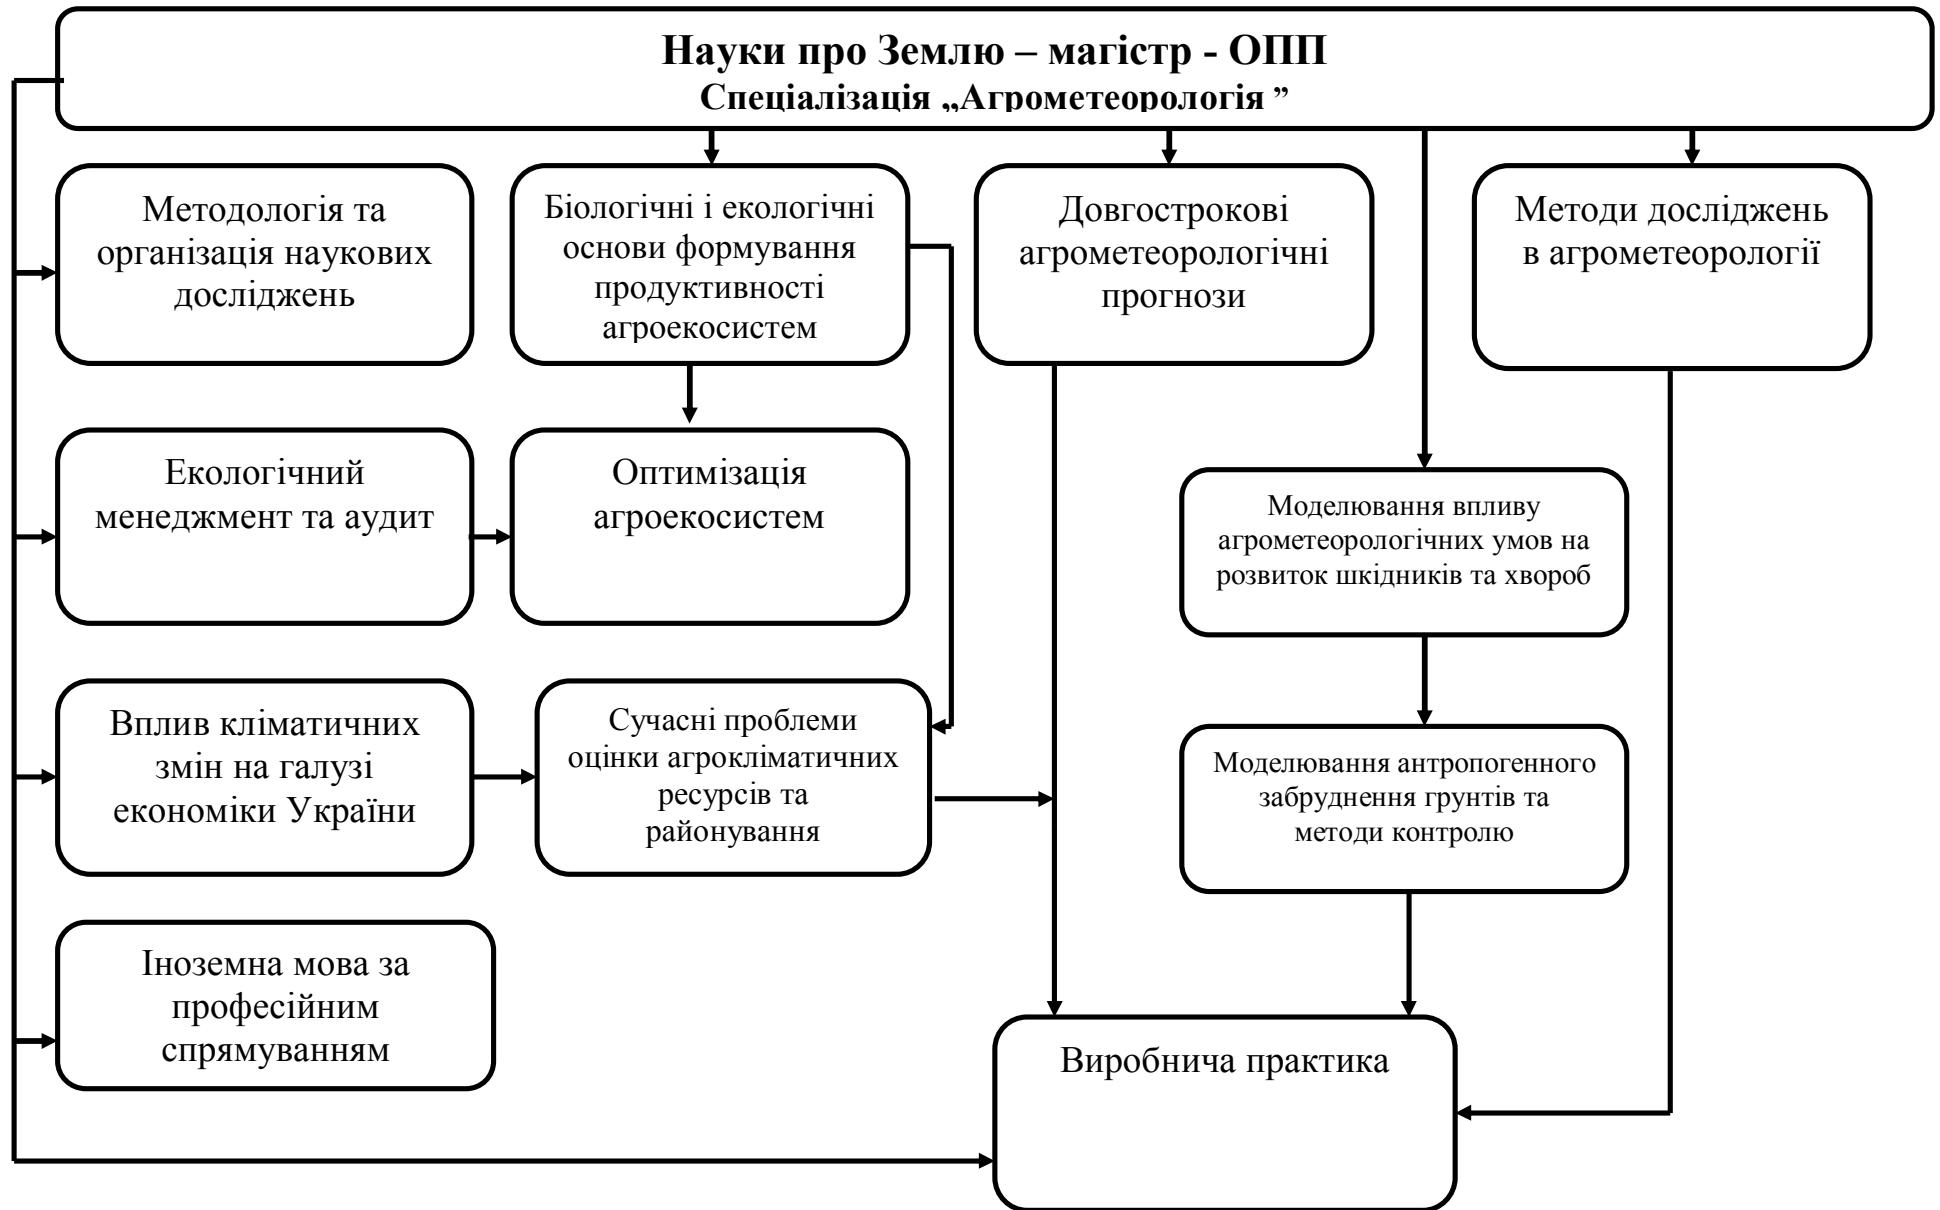 Науки про Землю – магістр - ОПП
Спеціалізація „Агрометеорологія ”
Методологія та
організація наукових
досліджень
Біологічні і екологічні
основи формування
продуктивності
агроекосистем
Довгострокові
агрометеорологічні
прогнози
Методи досліджень
в агрометеорології
Екологічний
менеджмент та аудит
Оптимізація
агроекосистем
Моделювання впливу
агрометеорологічних умов на
розвиток шкідників та хвороб
Вплив кліматичних
змін на галузі
економіки України
Сучасні проблеми
оцінки агрокліматичних
ресурсів та
районування
Моделювання антропогенного
забруднення грунтів та
методи контролю
Іноземна мова за
професійним
спрямуванням
Виробнича практика